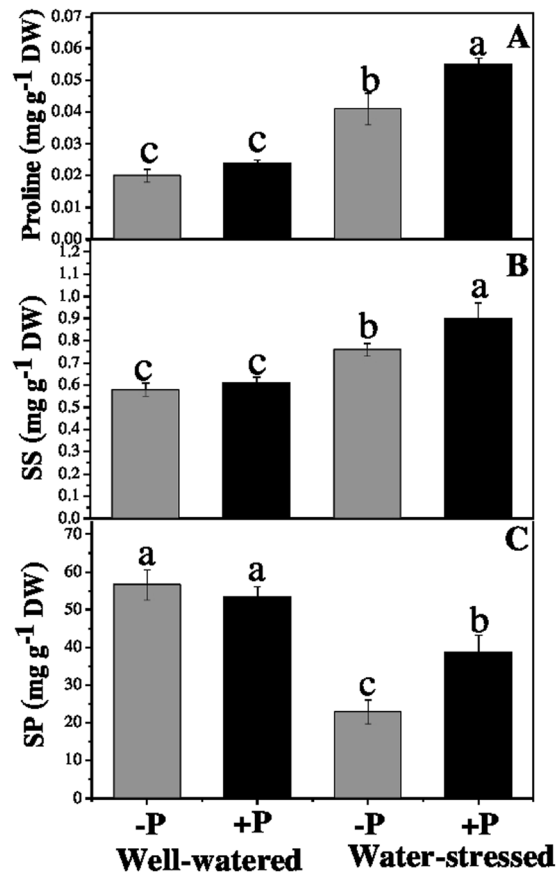 A
Proline (mg g-1 DW)
0.07
0.06
0.05
0.04
0.03
0.02
0.01
0.00
c
c
b
a
B
SS (mg g-1 DW)
1.2
1.1
1.0
0.9
0.8
0.7
0.6
0.5
0.4
0.3
0.2
0.1
0.0
c
c
b
a
C
SP (mg g-1 DW)
70
60
50
40
30
20
10
0
a
a
c
b
-P +P -P +P
Well-watered Water-stressed